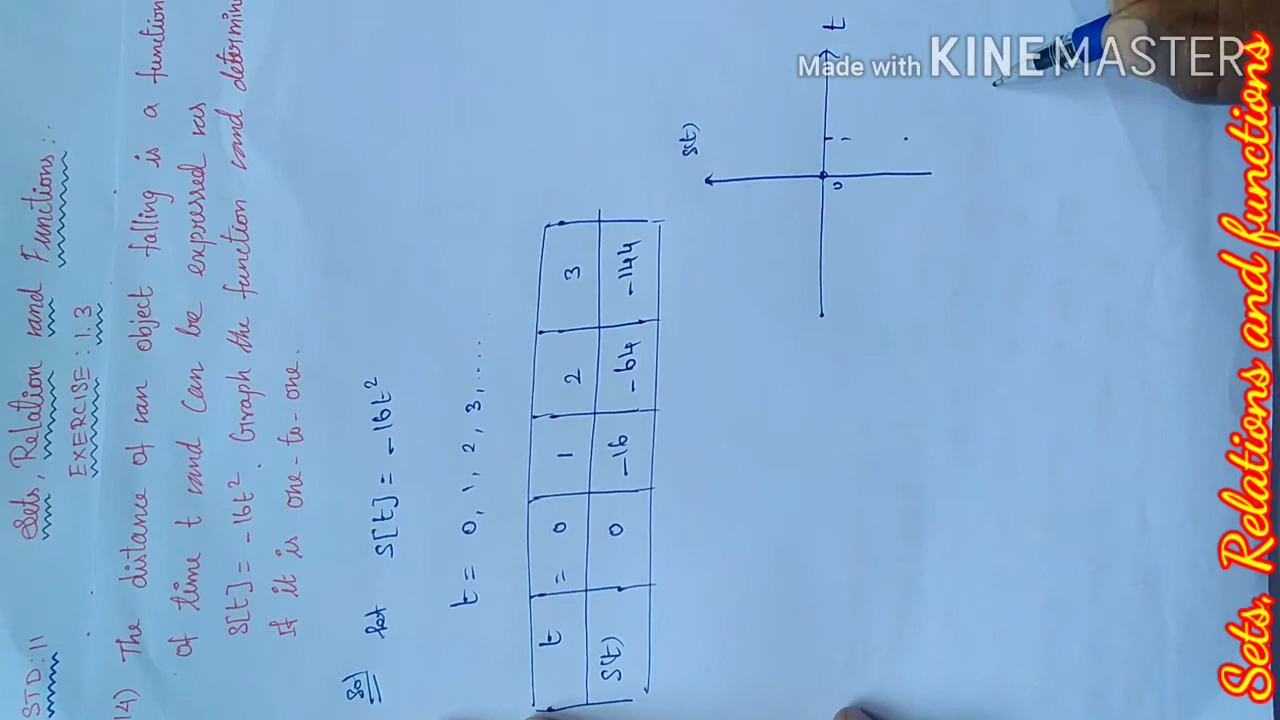 STD: 11 Sets, Relation and Functions:
EXERCISE: 1.3
14) The distance of an object falling is a function
of time t and can be expressed as
S[t] = -16t². Graph the function and determin
If it is one-to-one.
Sol let S[t] = -16t²
t = 0, 1, 2, 3, ....
t = 0 1 2 3
S(t) 0 -16 -64 -144
S(t)
t
0 1
Made with KINEMASTER
Sets, Relations and functions